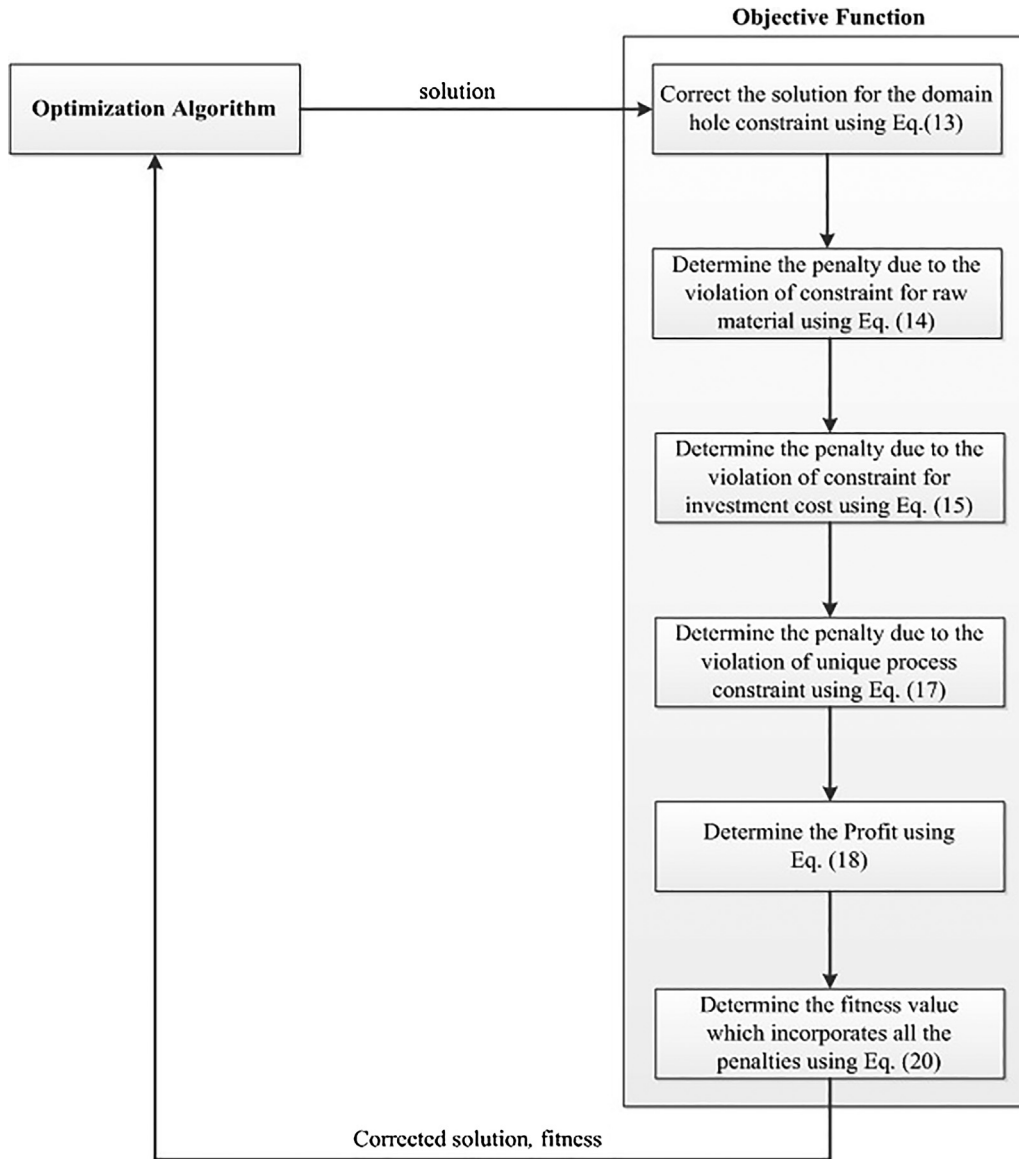 Objective Function
Optimization Algorithm
solution
Correct the solution for the domain
hole constraint using Eq.(13)
Determine the penalty due to the
violation of constraint for raw
material using Eq. (14)
Determine the penalty due to the
violation of constraint for
investment cost using Eq. (15)
Determine the penalty due to the
violation of unique process
constraint using Eq. (17)
Determine the Profit using
Eq. (18)
Determine the fitness value
which incorporates all the
penalties using Eq. (20)
Corrected solution, fitness